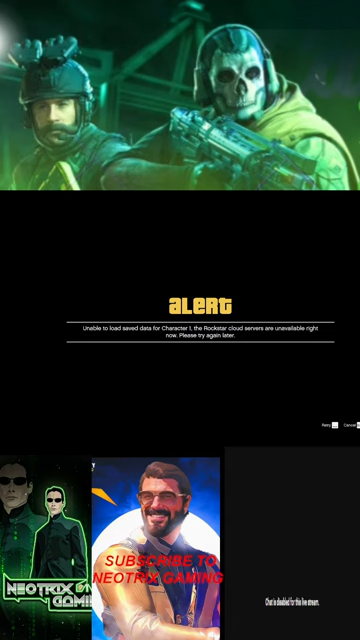 alert
Unable to load saved data for Character 1, the Rockstar cloud servers are unavailable right
now. Please try again later.
Retry
Cancel
NEOTRIX
GAMI
SUBSCRIBE TO
NEOTRIX GAMING
Chat is disabled for this live stream.